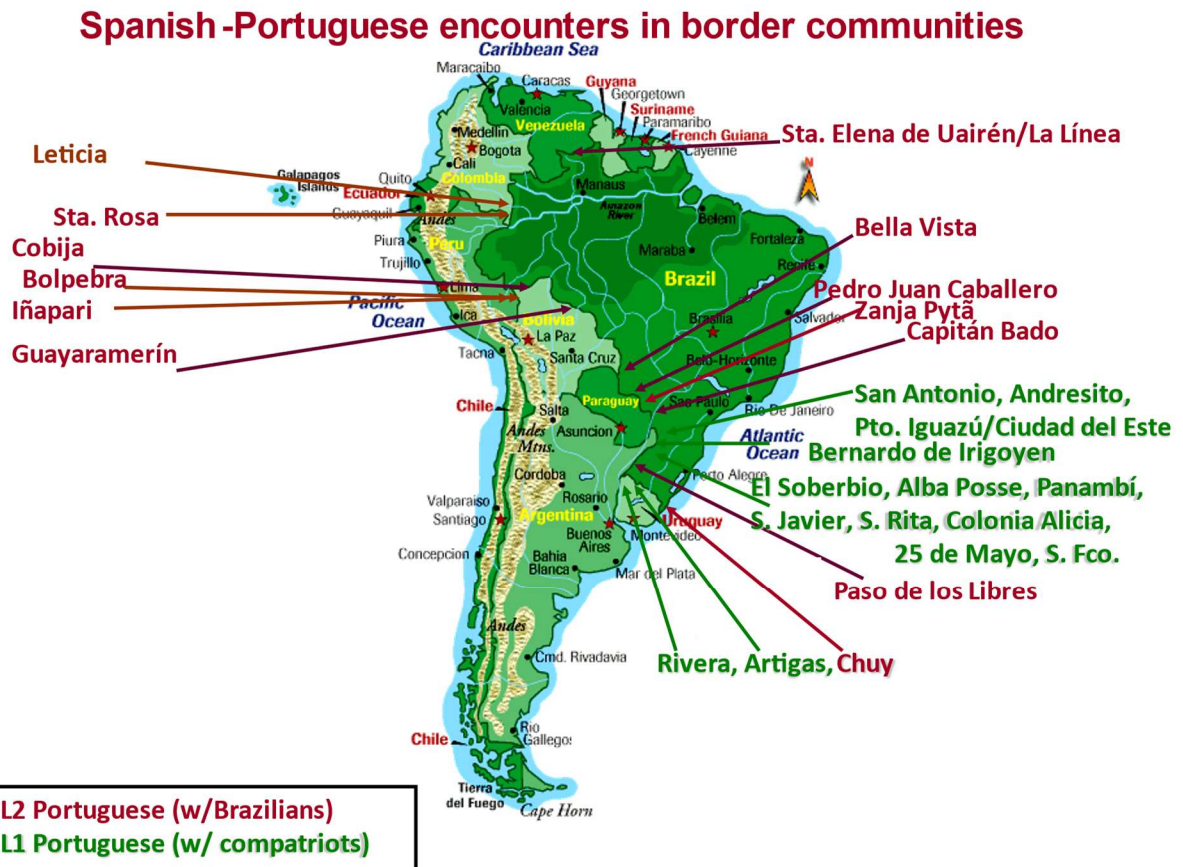 Spanish-Portuguese encounters in border communities
Caribbean Sea
Maracaibo
Caracas
Guyana
Georgetown
Valencia
Suriname
Venezuela
Paramaribo
Medellin
French Guiana
Sta. Elena de Uairén/La Línea
Bogota
Cayenne
Leticia
Cali
N
Galapagos
Islands
Quito
Colombia
Manaus
Ecuador
Amazon
River
Sta. Rosa
Guayaquil
Andes
Belem
Bella Vista
Cobija
Piura
Peru
Maraba
Fortaleza
Trujillo
Recife
Bolpebra
Brazil
Lima
Pedro Juan Caballero
Iñapari
Pacific
Ocean
Zanja Pytã
Ica
Bolivia
Brasilia
Salvador
Capitán Bado
La Paz
Guayaramerín
Tacna
Santa Cruz
Belo-Horizonte
San Antonio, Andresito,
Chile
Paraguay
Sao Paulo
Salta
Rio De Janeiro
Pto. Iguazú/Ciudad del Este
Andes
Mtns.
Asuncion
Atlantic
Ocean
Bernardo de Irigoyen
Cordoba
Porto Alegre
El Soberbio, Alba Posse, Panambí,
Valparaiso
Rosario
Santiago
Argentina
Uruguay
S. Javier, S. Rita, Colonia Alicia,
Buenos
Aires
Montevideo
Concepcion
25 de Mayo, S. Fco.
Bahia
Blanca
Mar del Plata
Paso de los Libres
Andes
Cmd. Rivadavia
Rivera, Artigas, Chuy
Chile
Rio
Gallegos
Tierra
del Fuego
Cape Horn
L2 Portuguese (w/Brazilians)
L1 Portuguese (w/ compatriots)